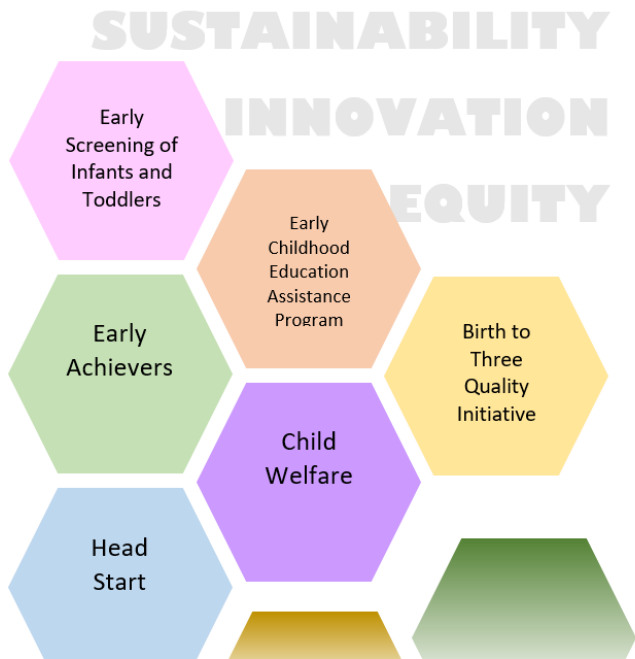 SUSTAINABILITY
INNOVATION
EQUITY
Early
Screening of
Infants and
Toddlers
Early
Childhood
Education
Assistance
Program
Early
Achievers
Birth to
Three
Quality
Initiative
Child
Welfare
Head
Start